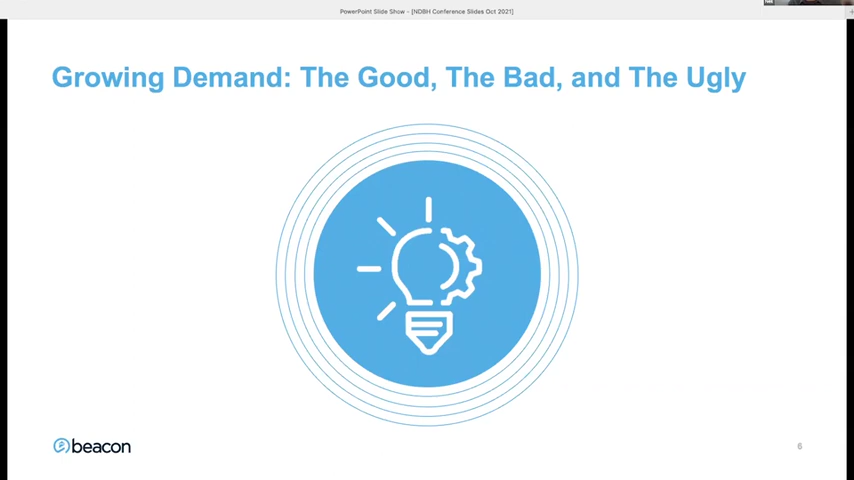 PowerPoint Slide Show - [NDBH Conference Slides Oct 2021]
Growing Demand: The Good, The Bad, and The Ugly
beacon
6